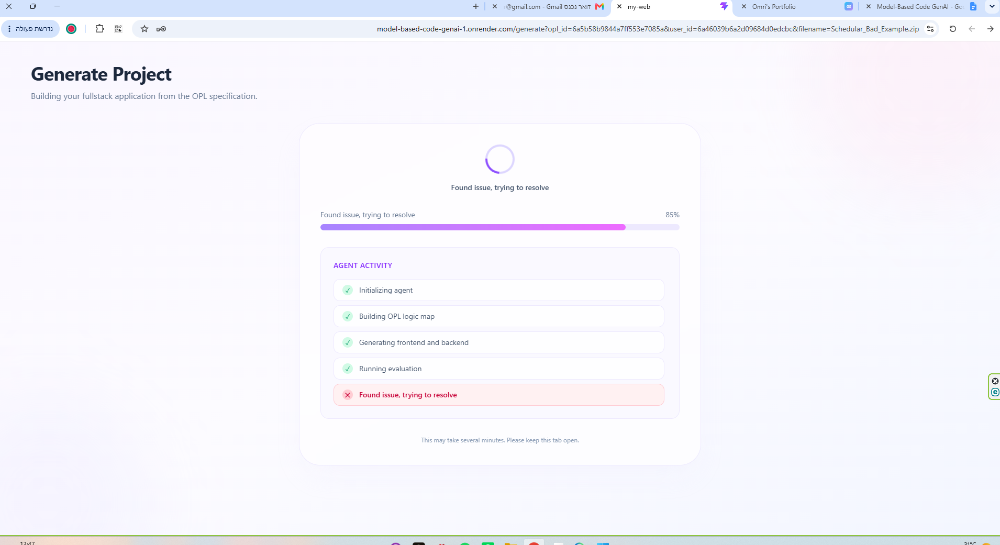 r@gmail.com - Gmail דואר נכנס
my-web
Omri's Portfolio
Model-Based Code GenAI - Goo
נדרשת פעולה
model-based-code-genai-1.onrender.com/generate?opl_id=6a5b58b9844a7ff553e7085a&user_id=6a46039b6a2d09684d0edcbc&filename=Schedular_Bad_Example.zip
Generate Project
Building your fullstack application from the OPL specification.
Found issue, trying to resolve
Found issue, trying to resolve 85%
AGENT ACTIVITY
Initializing agent
Building OPL logic map
Generating frontend and backend
Running evaluation
Found issue, trying to resolve
This may take several minutes. Please keep this tab open.
13:47
31°C